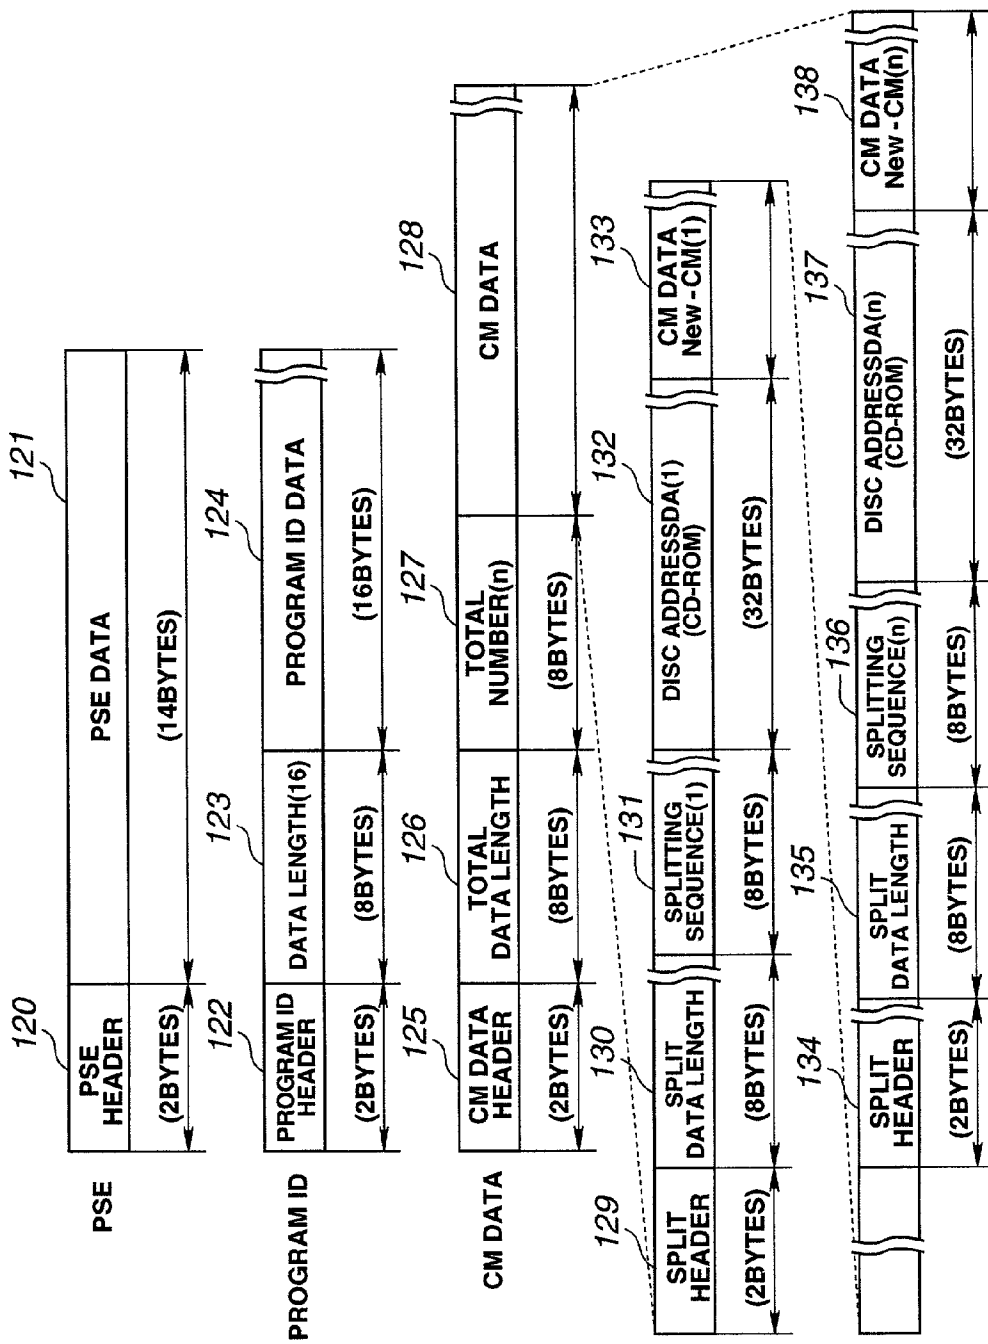 120
121
PSE
PSE
HEADER
PSE DATA
(2BYTES)
(14BYTES)
122
123
124
PROGRAM ID
PROGRAM ID
HEADER
DATA LENGTH(16)
PROGRAM ID DATA
(2BYTES)
(8BYTES)
(16BYTES)
125
126
127
128
CM DATA
CM DATA
HEADER
TOTAL
DATA LENGTH
TOTAL
NUMBER(n)
CM DATA
(2BYTES)
(8BYTES)
(8BYTES)
129
130
131
132
133
SPLIT
HEADER
SPLIT
DATA LENGTH
SPLITTING
SEQUENCE(1)
DISC ADDRESSDA(1)
(CD-ROM)
CM DATA
New-CM(1)
(2BYTES)
(8BYTES)
(8BYTES)
(32BYTES)
134
135
136
137
138
SPLIT
HEADER
SPLIT
DATA LENGTH
SPLITTING
SEQUENCE(n)
DISC ADDRESSDA(n)
(CD-ROM)
CM DATA
New-CM(n)
(2BYTES)
(8BYTES)
(8BYTES)
(32BYTES)